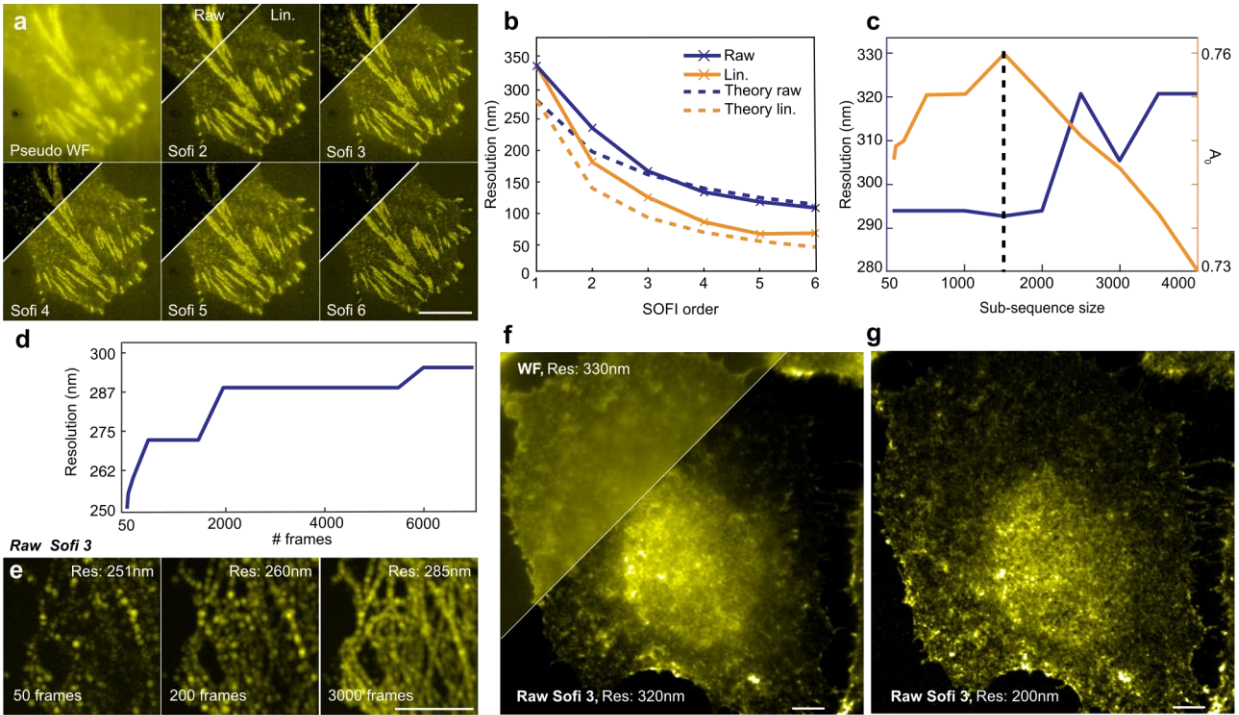 a
Raw Lin.
Pseudo WF
Sofi 2
Sofi 3
Sofi 4
Sofi 5
Sofi 6
b
350
300
250
200
150
100
50
0
Resolution (nm)
1 2 3 4 5 6
SOFI order
Raw
Lin.
Theory raw
Theory lin.
c
330
320
310
300
290
280
Resolution (nm)
0.76
A0
0.73
50 1000 2000 3000 4000
Sub-sequence size
d
300
287
275
262
250
Resolution (nm)
50 2000 4000 6000
# frames
Raw Sofi 3
e
Res: 251nm
50 frames
Res: 260nm
200 frames
Res: 285nm
3000 frames
f
WF, Res: 330nm
Raw Sofi 3, Res: 320nm
g
Raw Sofi 3, Res: 200nm